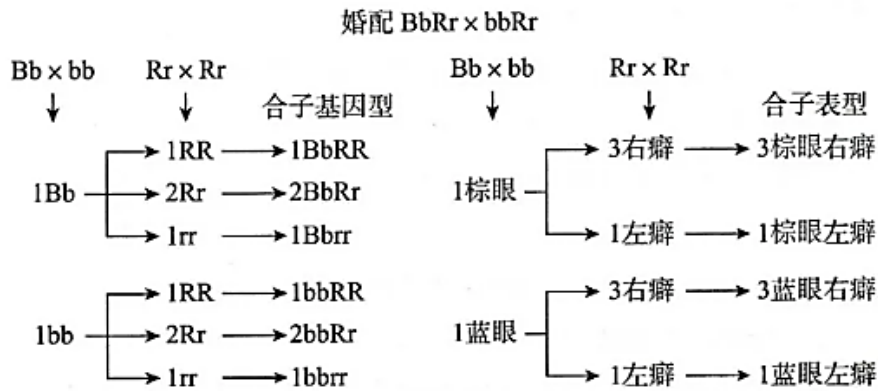 婚配 BbRr × bbRr
Bb × bb Rr × Rr
合子基因型
1Bb
1RR 1BbRR
2Rr 2BbRr
1rr 1Bbrr
1bb
1RR 1bbRR
2Rr 2bbRr
1rr 1bbrr
Bb × bb Rr × Rr
合子表型
1棕眼
3右癖 3棕眼右癖
1左癖 1棕眼左癖
1蓝眼
3右癖 3蓝眼右癖
1左癖 1蓝眼左癖